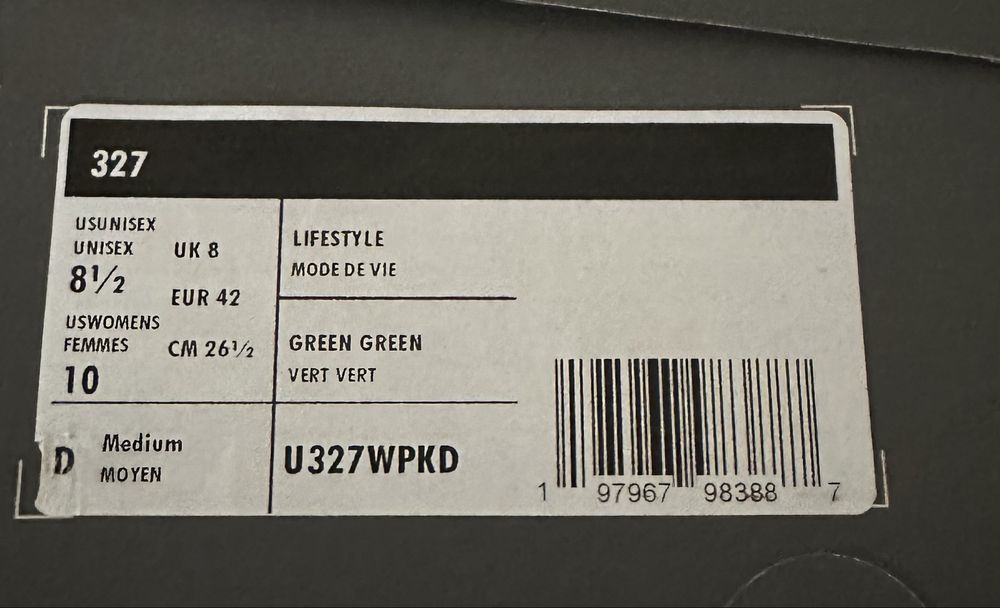 327
USUNISEX
UNISEX
8½
UK 8
EUR 42
USWOMENS
FEMMES
10
CM 26½
D Medium
MOYEN
LIFESTYLE
MODE DE VIE
GREEN GREEN
VERT VERT
U327WPKD
1 97967 98388 7